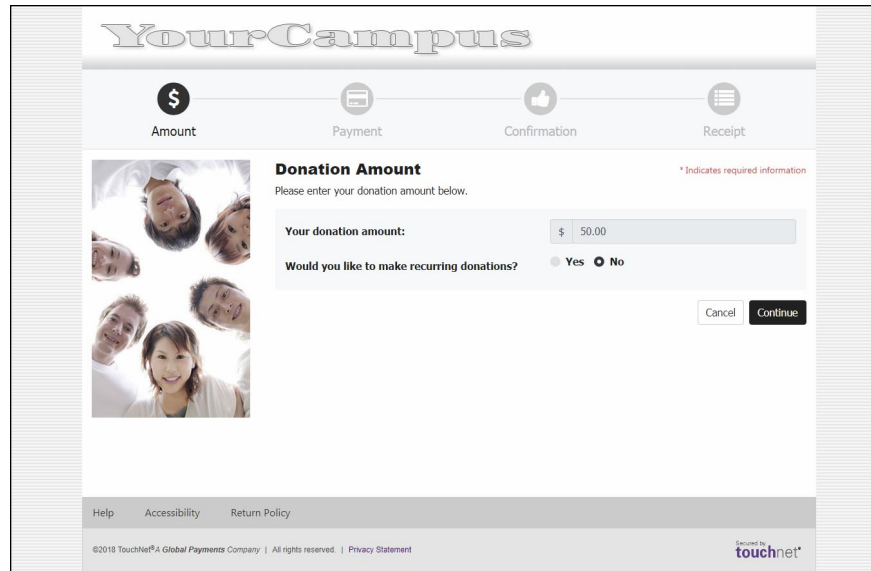 YourCampus
Amount Payment Confirmation Receipt
Donation Amount
* Indicates required information
Please enter your donation amount below.
Your donation amount: $ 50.00
Would you like to make recurring donations? Yes No
Cancel Continue
Help Accessibility Return Policy
©2018 TouchNet® A Global Payments Company | All rights reserved. | Privacy Statement
Secured by
touchnet®